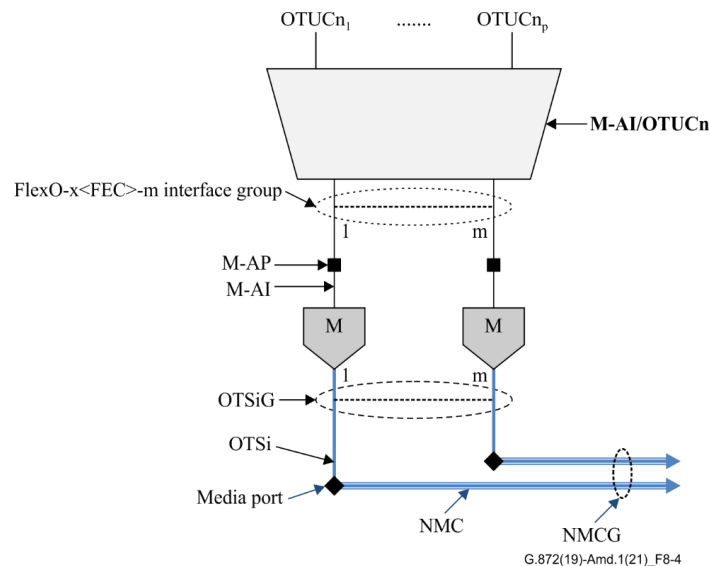 OTUCn1 ....... OTUCnp
M-AI/OTUCn
FlexO-x<FEC>-m interface group
1 m
M-AP
M-AI
M M
1 m
OTSiG
OTSi
Media port
NMC
NMCG
G.872(19)-Amd.1(21)_F8-4